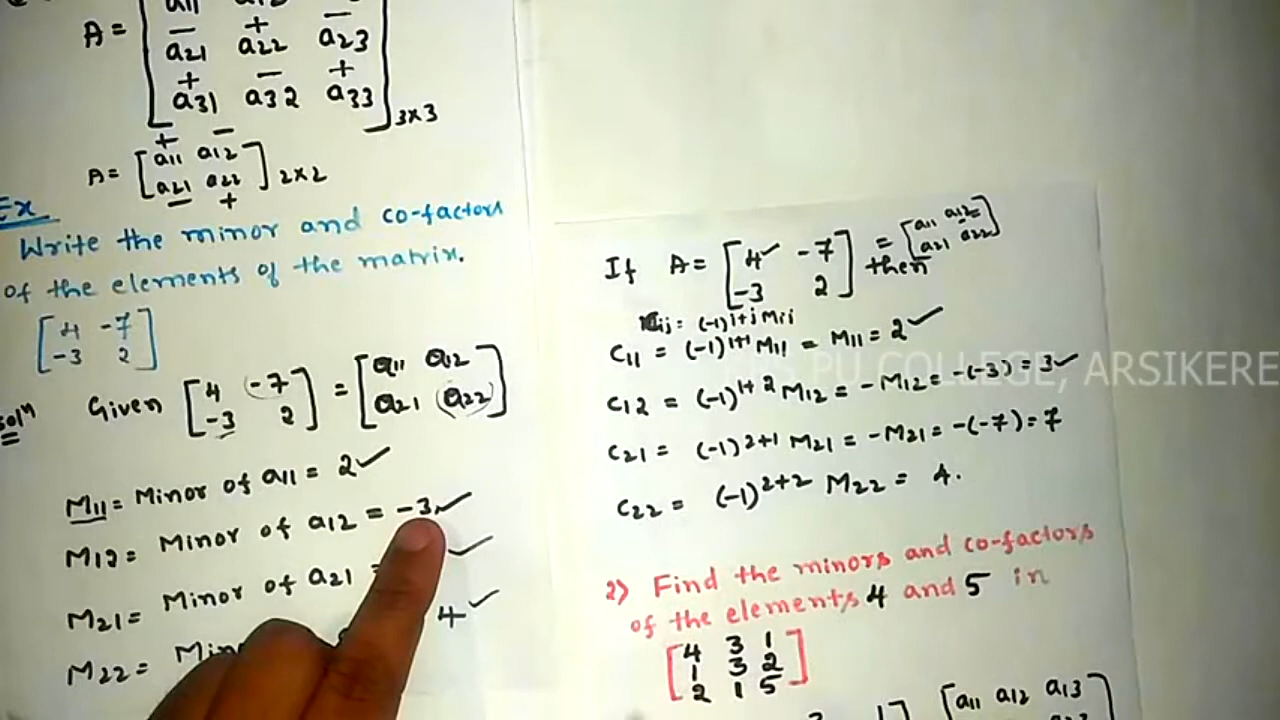 A = [
a21 a22 a23
a31 a32 a33 ] 3x3
A = [ a11 a12
a21 a22 ] 2x2
Ex
Write the minor and co-factors
of the elements of the matrix.
[ 4 -7
-3 2 ]
Soln Given [ 4 -7
-3 2 ] = [ a11 a12
a21 a22 ]
M11 = Minor of a11 = 2 ✓
M12 = Minor of a12 = -3 ✓
M21 = Minor of a21 = ✓
M22 = 4 ✓
If A = [ 4 ✓ -7
-3 2 ] = [ a11 a12
a21 a22 ] then
Cij = (-1)^i+j Mij
C11 = (-1)^1+1 M11 = M11 = 2 ✓
C12 = (-1)^1+2 M12 = -M12 = -(-3) = 3 ✓
C21 = (-1)^2+1 M21 = -M21 = -(-7) = 7
C22 = (-1)^2+2 M22 = 4.
2) Find the minors and co-factors
of the elements 4 and 5 in
[ 4 3 1
1 3 2
2 1 5 ]
[ a11 a12 a13 ]
PU COLLEGE, ARSIKERE